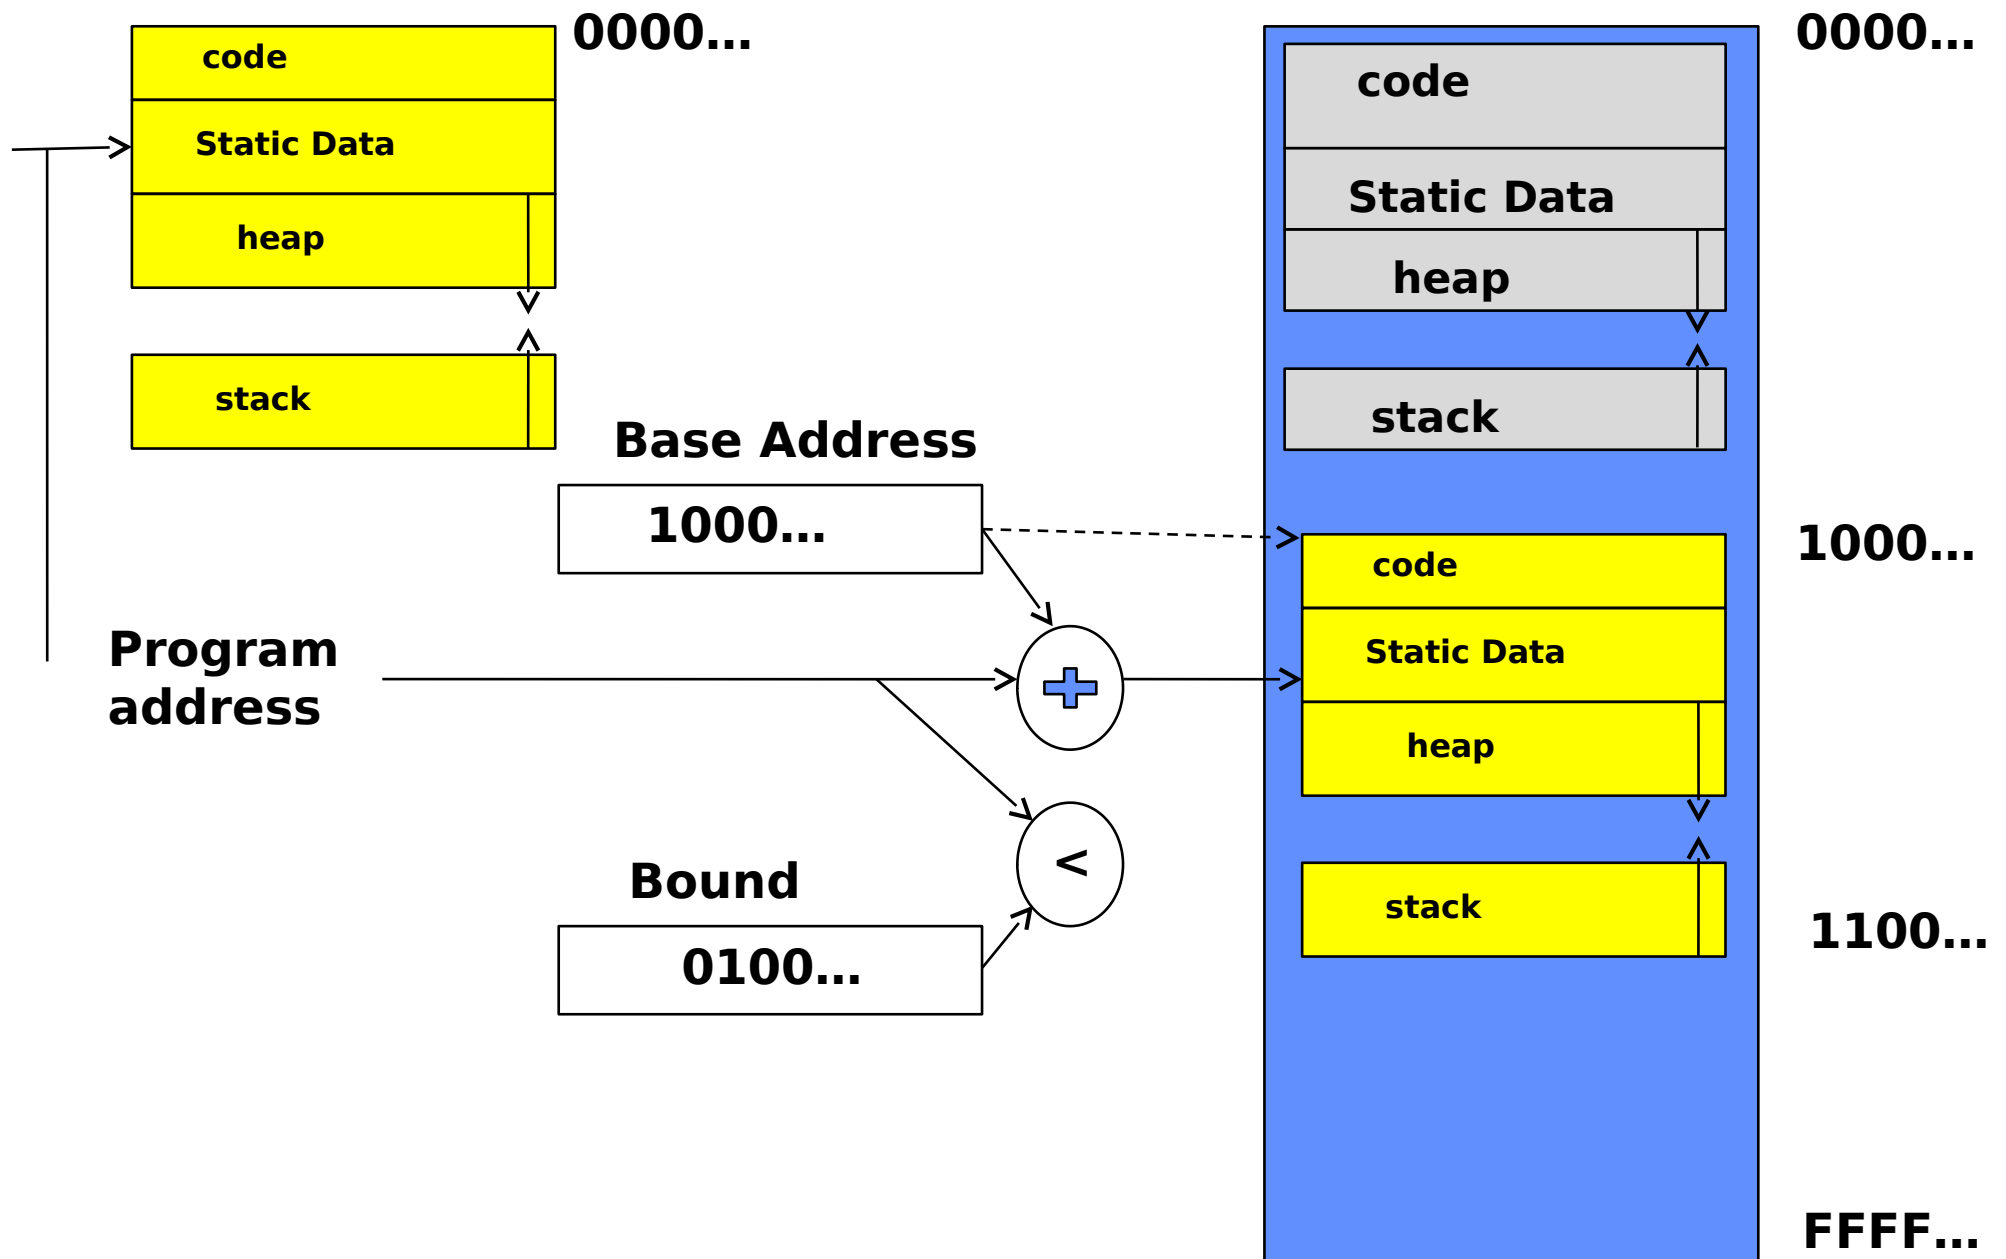 0000…
code
Static Data
heap
stack
Base Address
1000…
Program
address
+
<
Bound
0100…
0000…
code
Static Data
heap
stack
1000…
code
Static Data
heap
stack
1100…
FFFF…